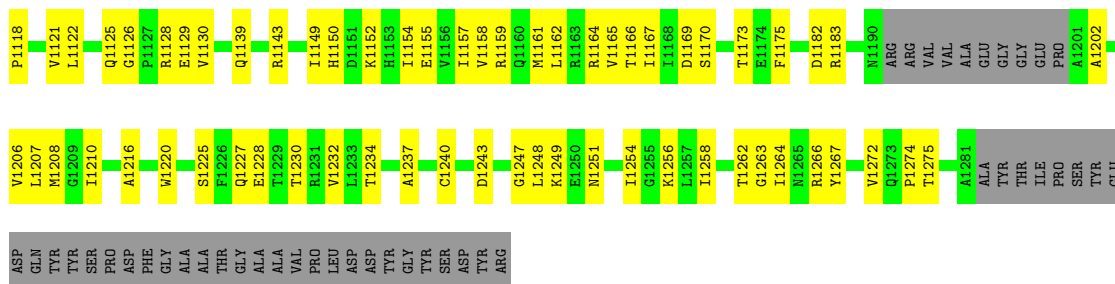 P1118 V1121 L1122 Q1125 G1126 P1127 R1128 E1129 V1130 Q1139 R1143 I1149 H1150 D1151 K1152 H1153 I1154 E1155 V1156 I1157 V1158 R1159 Q1160 M1161 L1162 R1163 R1164 V1165 T1166 I1167 I1168 D1169 S1170 T1173 E1174 F1175 D1182 R1183 N1190 ARG ARG VAL VAL ALA GLU GLY GLY GLU PRO A1201 A1202
V1206 L1207 M1208 G1209 I1210 A1216 W1220 S1225 F1226 Q1227 E1228 T1229 T1230 R1231 V1232 L1233 T1234 A1237 C1240 D1243 G1247 L1248 K1249 E1250 N1251 I1254 G1255 K1256 L1257 I1258 T1262 G1263 I1264 N1265 R1266 Y1267 V1272 Q1273 P1274 T1275 A1281 ALA TYR THR ILE PRO SER TYR GLU
ASP GLN TYR TYR SER PRO ASP PHE GLY ALA ALA THR GLY ALA ALA VAL PRO LEU ASP ASP TYR GLY TYR SER ASP TYR ARG